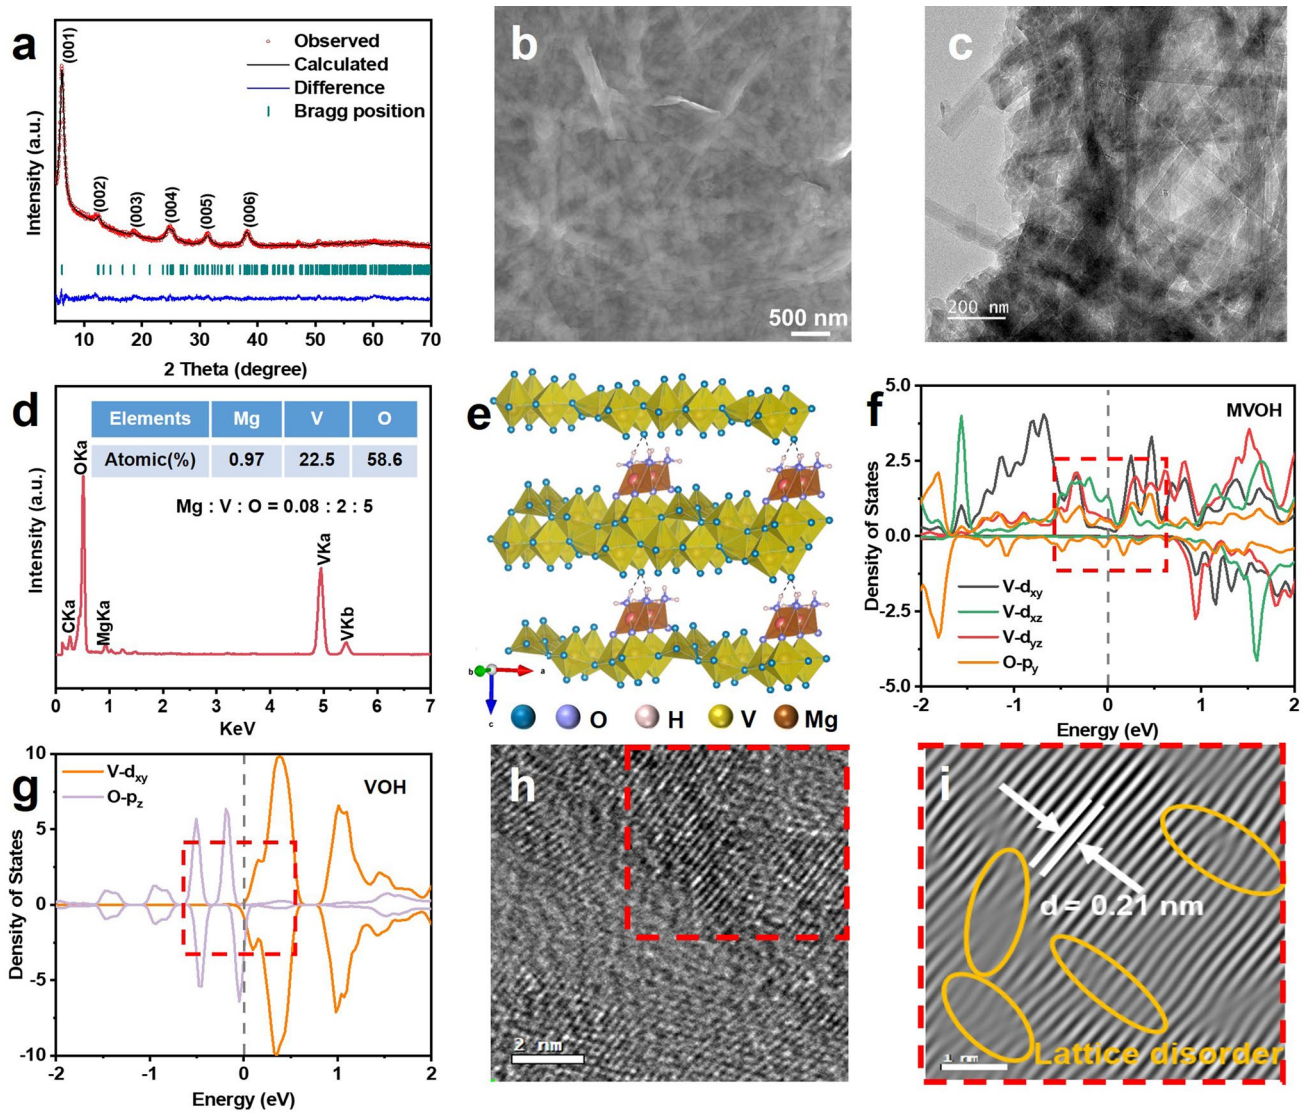 a
(001)
Observed
Calculated
Difference
Bragg position
(002)
(003)
(004)
(005)
(006)
Intensity (a.u.)
10 20 30 40 50 60 70
2 Theta (degree)
b
500 nm
c
200 nm
d
Elements Mg V O
Atomic(%) 0.97 22.5 58.6
Mg : V : O = 0.08 : 2 : 5
CKa
OKa
MgKa
VKa
VKb
Intensity (a.u.)
0 1 2 3 4 5 6 7
KeV
e
b
a
c
O H V Mg
f
MVOH
5.0
2.5
0.0
-2.5
-5.0
Density of States
V-dxy
V-dxz
V-dyz
O-py
-2 -1 0 1 2
Energy (eV)
g
V-dxy
O-pz
VOH
10
5
0
-5
-10
Density of States
-2 -1 0 1 2
Energy (eV)
h
2 nm
i
d = 0.21 nm
Lattice disorder
1 nm